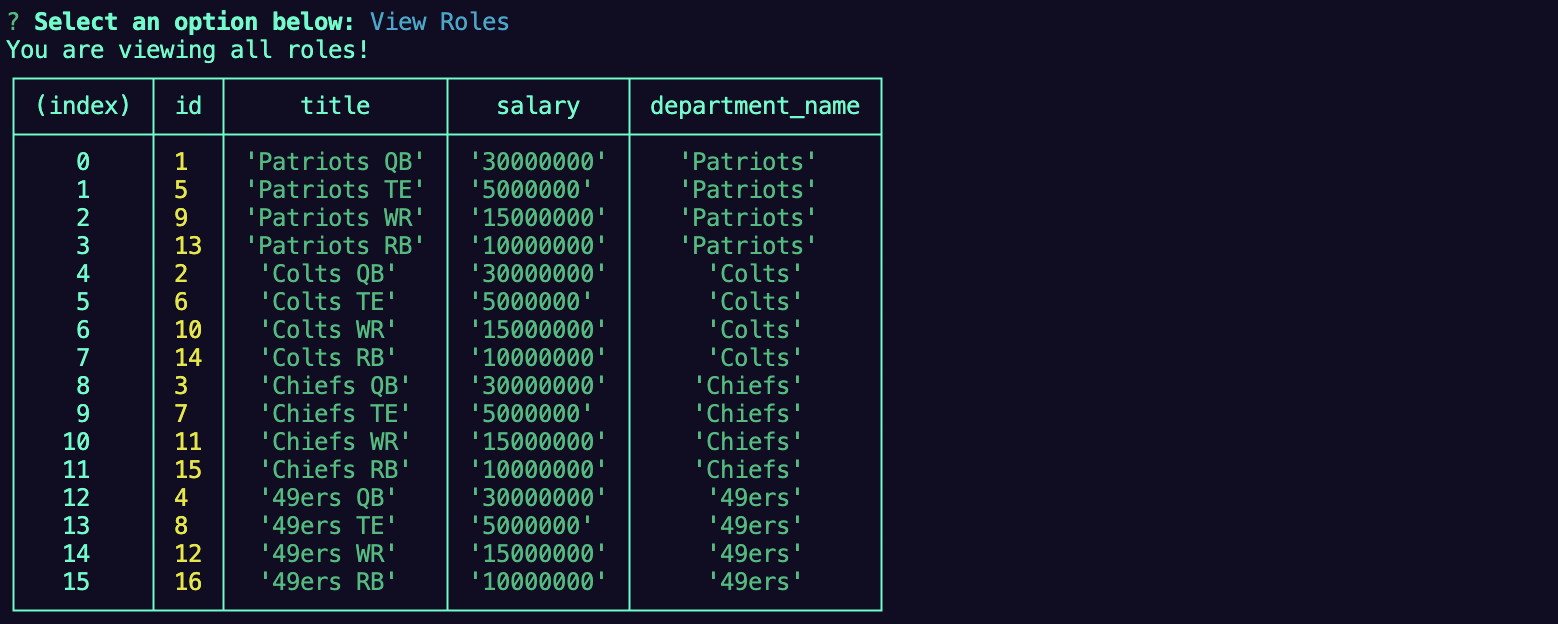 ? Select an option below: View Roles
You are viewing all roles!
(index) id title salary department_name
0 1 'Patriots QB' '30000000' 'Patriots'
1 5 'Patriots TE' '5000000' 'Patriots'
2 9 'Patriots WR' '15000000' 'Patriots'
3 13 'Patriots RB' '10000000' 'Patriots'
4 2 'Colts QB' '30000000' 'Colts'
5 6 'Colts TE' '5000000' 'Colts'
6 10 'Colts WR' '15000000' 'Colts'
7 14 'Colts RB' '10000000' 'Colts'
8 3 'Chiefs QB' '30000000' 'Chiefs'
9 7 'Chiefs TE' '5000000' 'Chiefs'
10 11 'Chiefs WR' '15000000' 'Chiefs'
11 15 'Chiefs RB' '10000000' 'Chiefs'
12 4 '49ers QB' '30000000' '49ers'
13 8 '49ers TE' '5000000' '49ers'
14 12 '49ers WR' '15000000' '49ers'
15 16 '49ers RB' '10000000' '49ers'